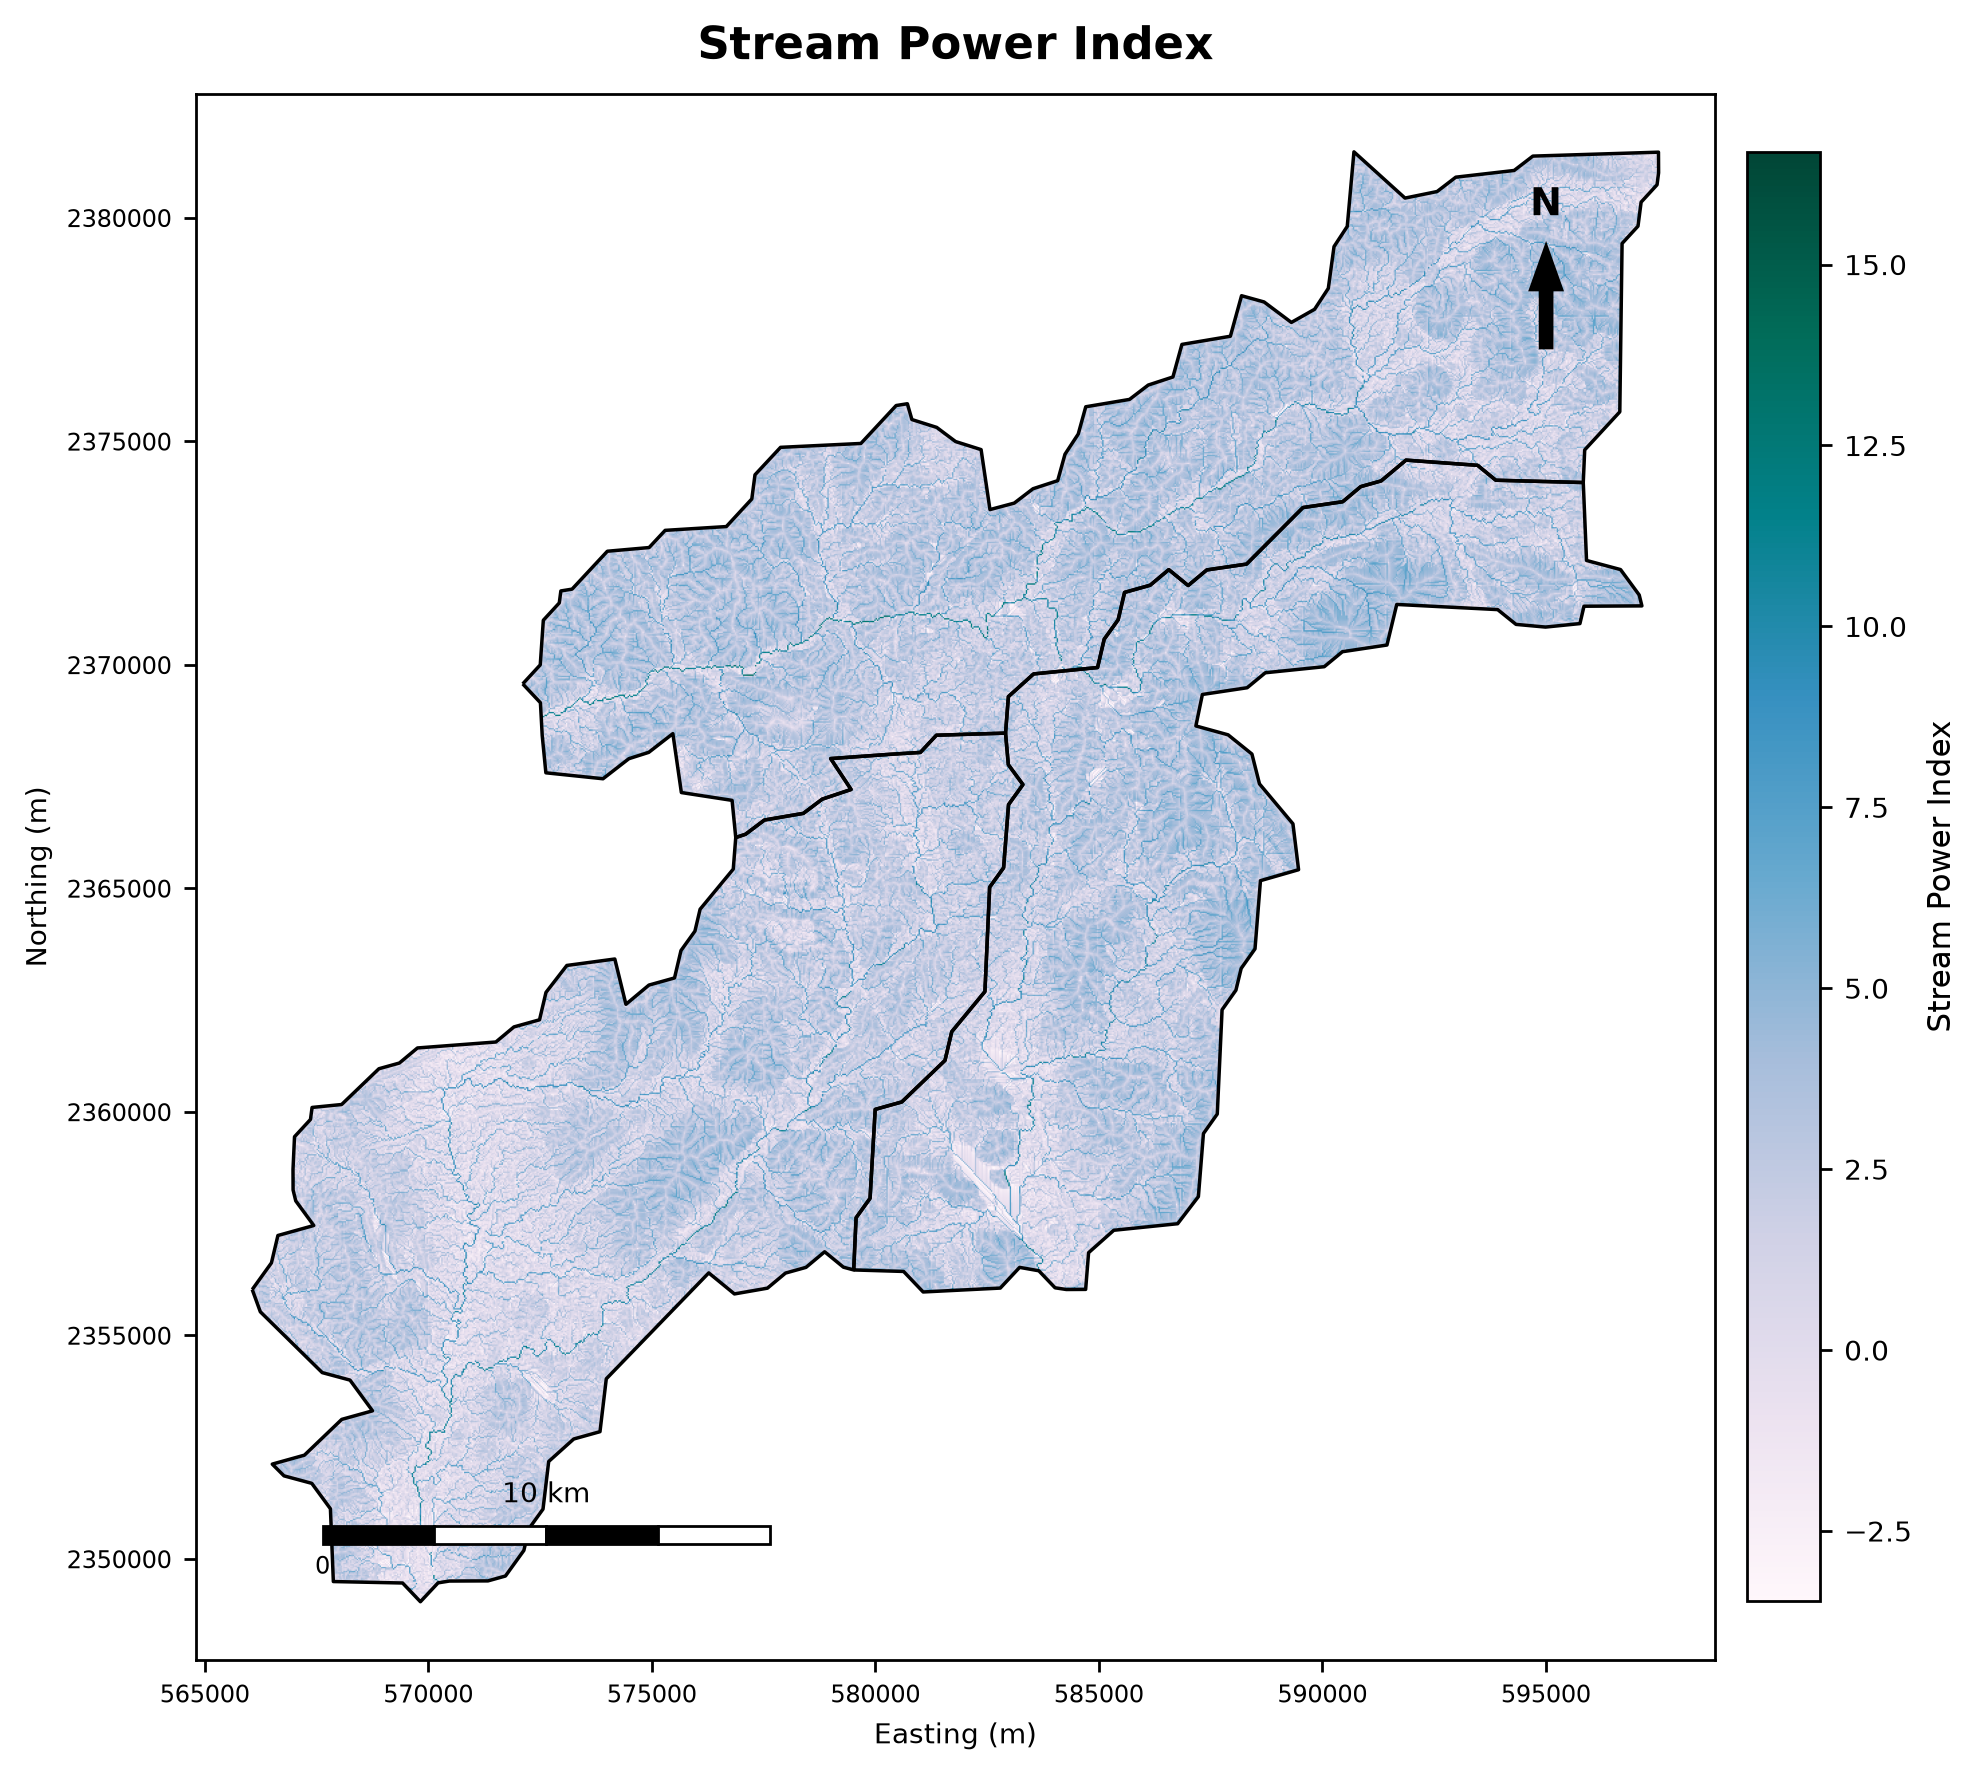 Stream Power Index
N
2380000
2375000
2370000
2365000
2360000
2355000
2350000
Northing (m)
10 km
0
565000 570000 575000 580000 585000 590000 595000
Easting (m)
15.0
12.5
10.0
7.5
5.0
2.5
0.0
−2.5
Stream Power Index